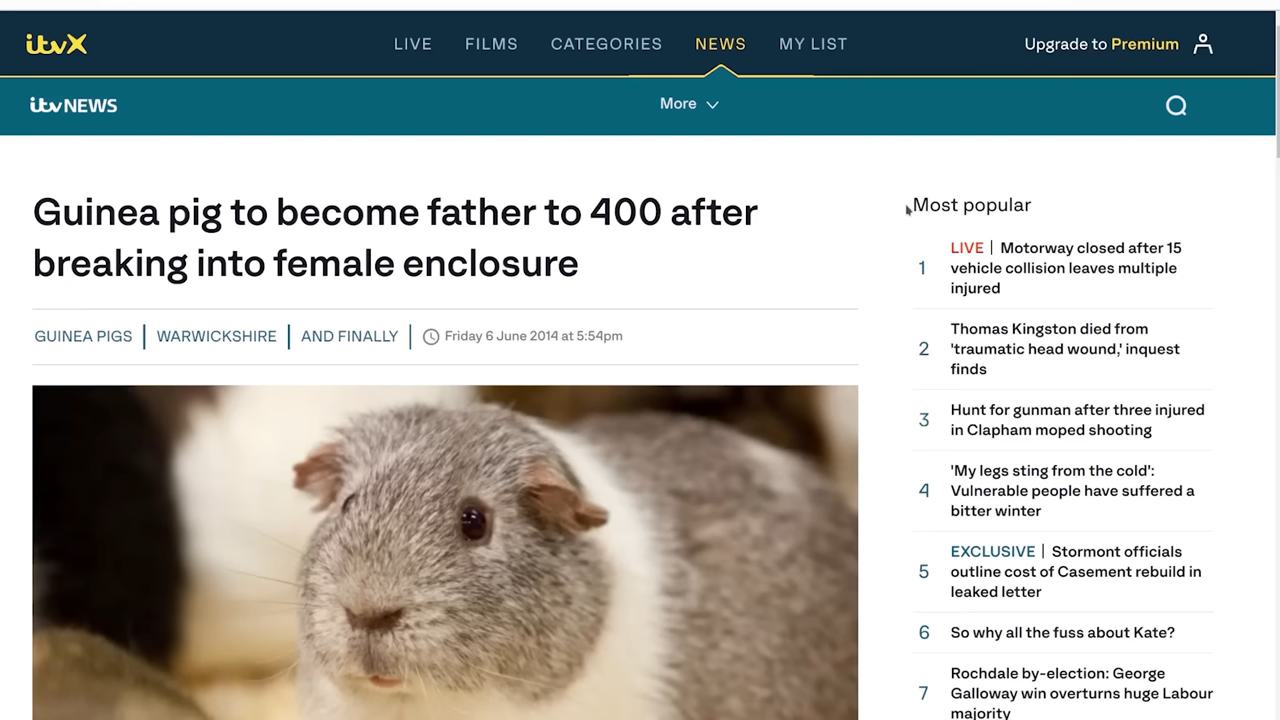 itvX
LIVE FILMS CATEGORIES NEWS MY LIST
Upgrade to Premium
itv NEWS
More
Guinea pig to become father to 400 after
breaking into female enclosure
GUINEA PIGS | WARWICKSHIRE | AND FINALLY | Friday 6 June 2014 at 5:54pm
Most popular
1
LIVE | Motorway closed after 15
vehicle collision leaves multiple
injured
2
Thomas Kingston died from
'traumatic head wound,' inquest
finds
3
Hunt for gunman after three injured
in Clapham moped shooting
4
'My legs sting from the cold':
Vulnerable people have suffered a
bitter winter
5
EXCLUSIVE | Stormont officials
outline cost of Casement rebuild in
leaked letter
6
So why all the fuss about Kate?
7
Rochdale by-election: George
Galloway win overturns huge Labour
majority